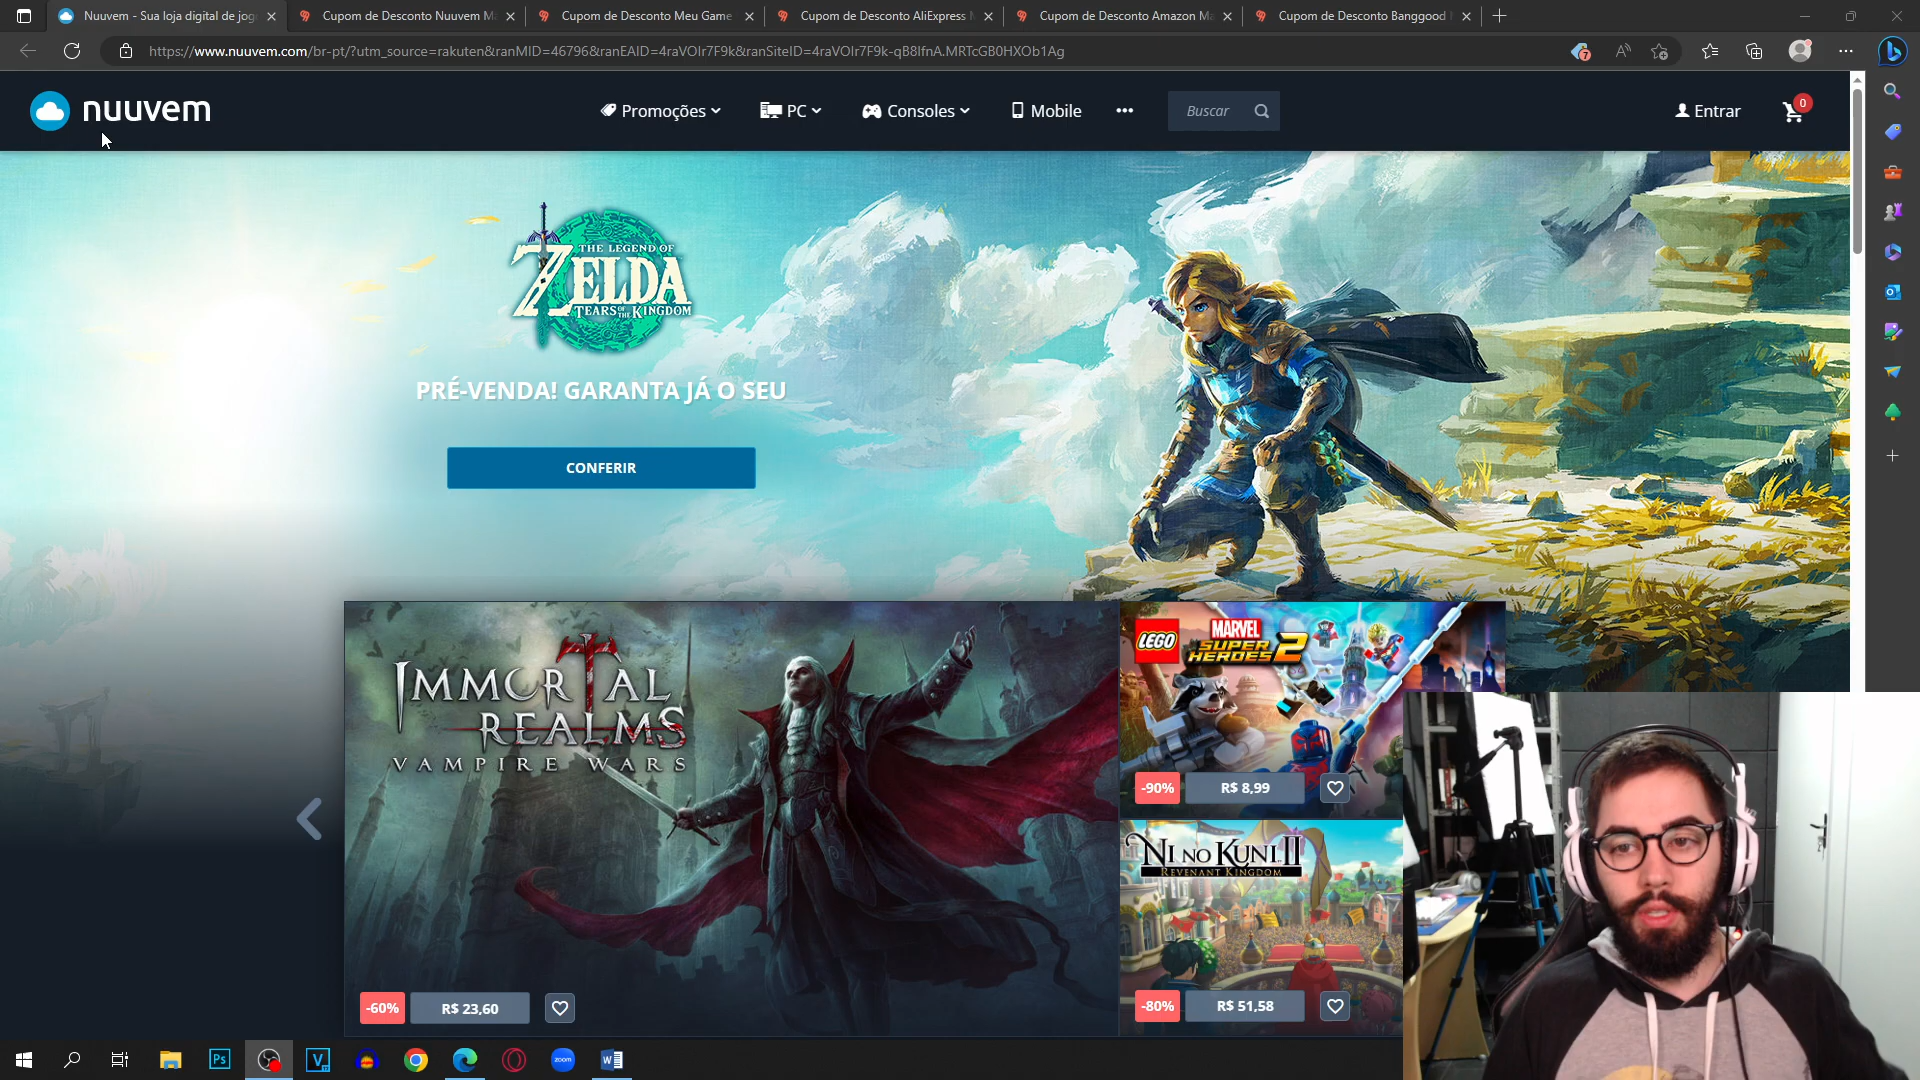 Nuuvem - Sua loja digital de jog
Cupom de Desconto Nuuvem M
Cupom de Desconto Meu Game
Cupom de Desconto AliExpress
Cupom de Desconto Amazon M
Cupom de Desconto Banggood
https://www.nuuvem.com/br-pt/?utm_source=rakuten&ranMID=46796&ranEAID=4raVOIr7F9k&ranSiteID=4raVOIr7F9k-qB8IfnA.MRTcGB0HXOb1Ag
7
nuuvem
Promoções
PC
Consoles
Mobile
Buscar
Entrar
0
THE LEGEND OF
ZELDA
TEARS OF THE KINGDOM
PRÉ-VENDA! GARANTA JÁ O SEU
CONFERIR
IMMORTAL
REALMS
VAMPIRE WARS
-60%
R$ 23,60
LEGO
MARVEL
SUPER
HEROES 2
-90%
R$ 8,99
NI NO KUNI II
REVENANT KINGDOM
-80%
R$ 51,58
Ps
V
zoom
W